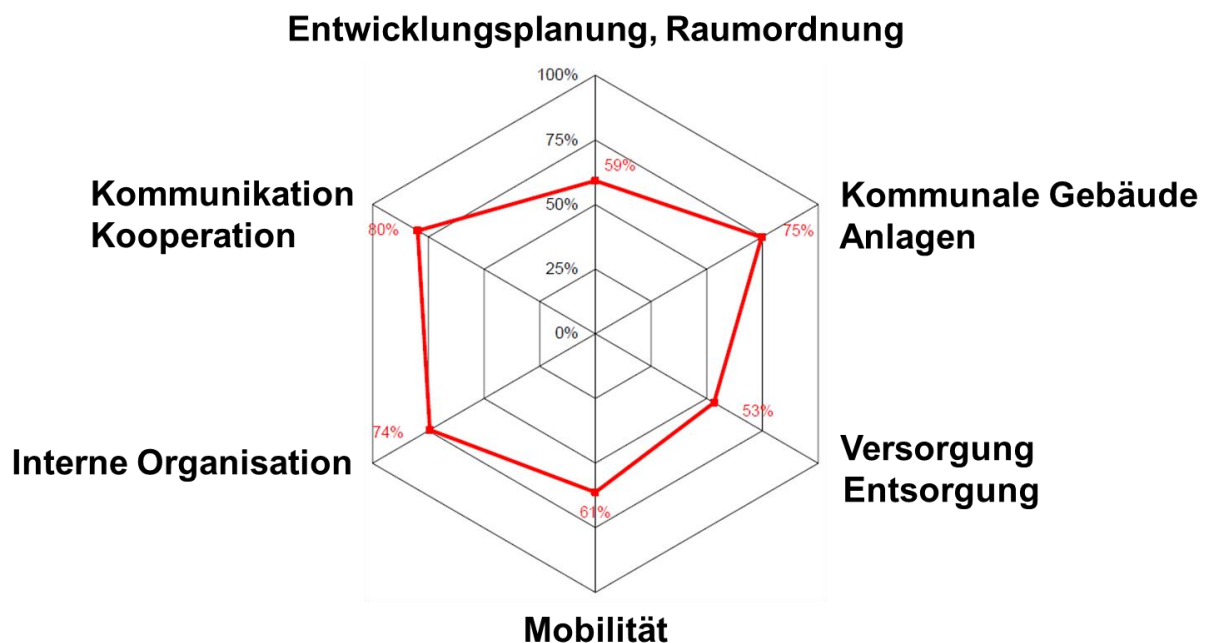 Entwicklungsplanung, Raumordnung
100%
75%
59%
50%
25%
0%
Kommunale Gebäude
Anlagen
75%
Versorgung
Entsorgung
53%
Mobilität
61%
Interne Organisation
74%
Kommunikation
Kooperation
80%